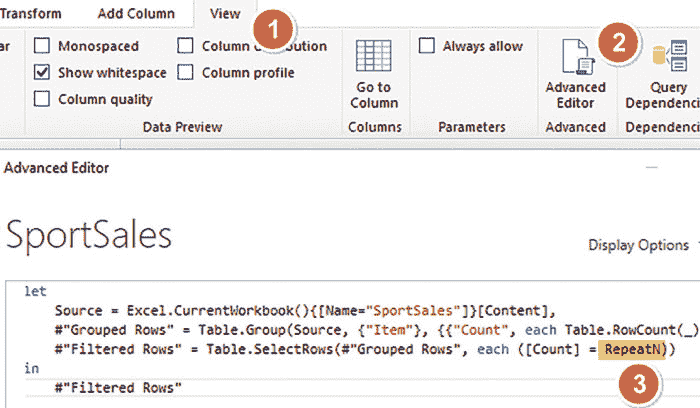 Transform Add Column View
1 2
ar Monospaced Column distribution Always allow
Show whitespace Column profile Go to Column Advanced Editor Query Dependenci
Column quality
Data Preview Columns Parameters Advanced Dependenci
Advanced Editor
SportSales
Display Options
let
Source = Excel.CurrentWorkbook(){[Name="SportSales"]}[Content],
#"Grouped Rows" = Table.Group(Source, {"Item"}, {{"Count", each Table.RowCount(_)
#"Filtered Rows" = Table.SelectRows(#"Grouped Rows", each ([Count] = RepeatN))
in
#"Filtered Rows"
3